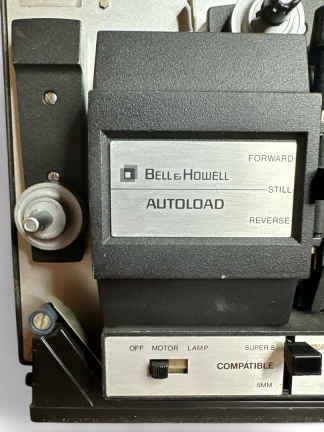 FORWARD
BELL & HOWELL
STILL
AUTOLOAD
REVERSE
OFF MOTOR LAMP SUPER 8
COMPATIBLE
8MM